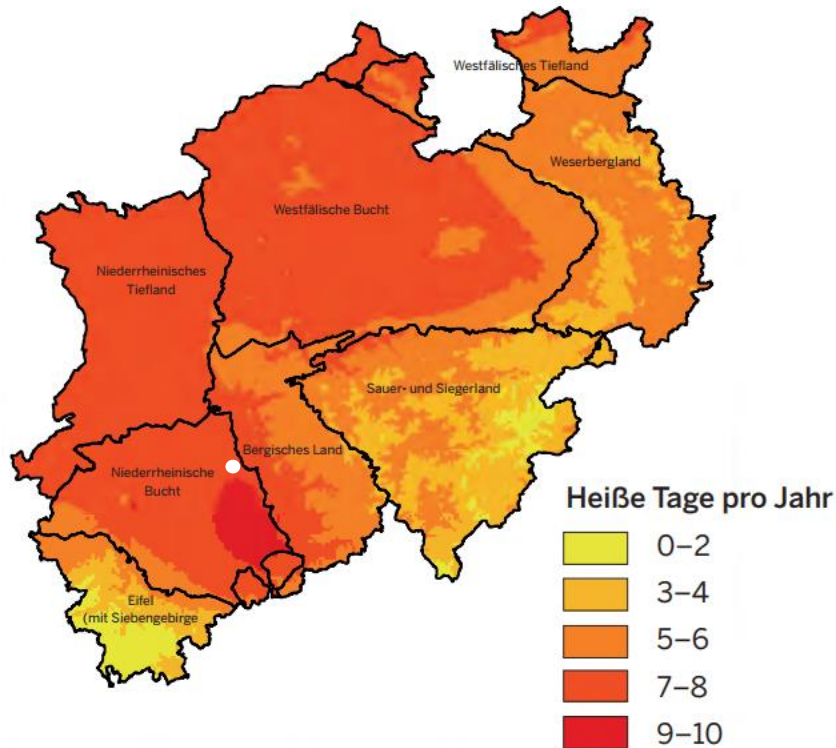 Westfälisches Tiefland
Weserbergland
Westfälische Bucht
Niederrheinisches
Tiefland
Sauer- und Siegerland
Bergisches Land
Niederrheinische
Bucht
Eifel
(mit Siebengebirge
Heiße Tage pro Jahr
0–2
3–4
5–6
7–8
9–10